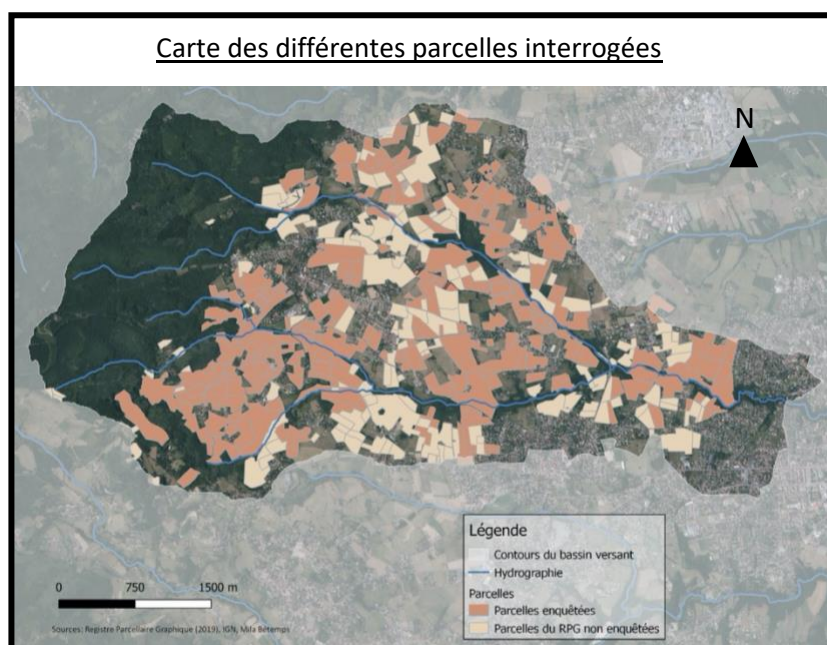 Carte des différentes parcelles interrogées
N
Légende
Contours du bassin versant
Hydrographie
Parcelles
Parcelles enquêtées
Parcelles du RPG non enquêtées
0 750 1500 m
Sources: Registre Parcellaire Graphique (2019), IGN, Mila Bétemps